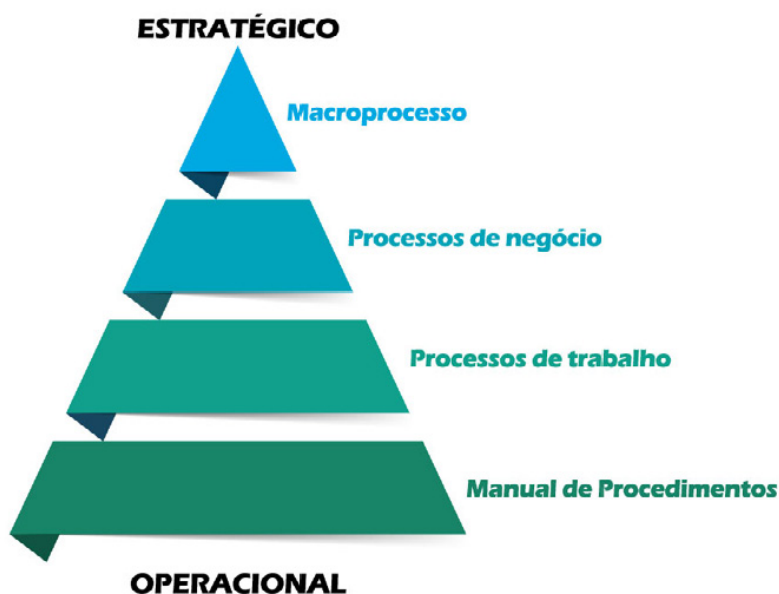 ESTRATÉGICO
Macroprocesso
Processos de negócio
Processos de trabalho
Manual de Procedimentos
OPERACIONAL